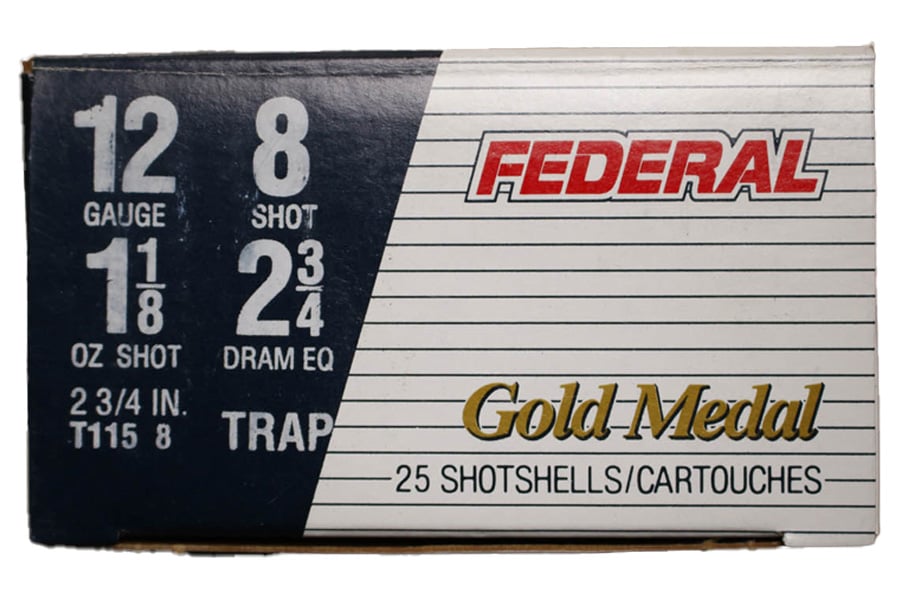 12 8
GAUGE SHOT
1 1/8 2 3/4
OZ SHOT DRAM EQ
2 3/4 IN.
T115 8 TRAP
FEDERAL
Gold Medal
25 SHOTSHELLS/CARTOUCHES